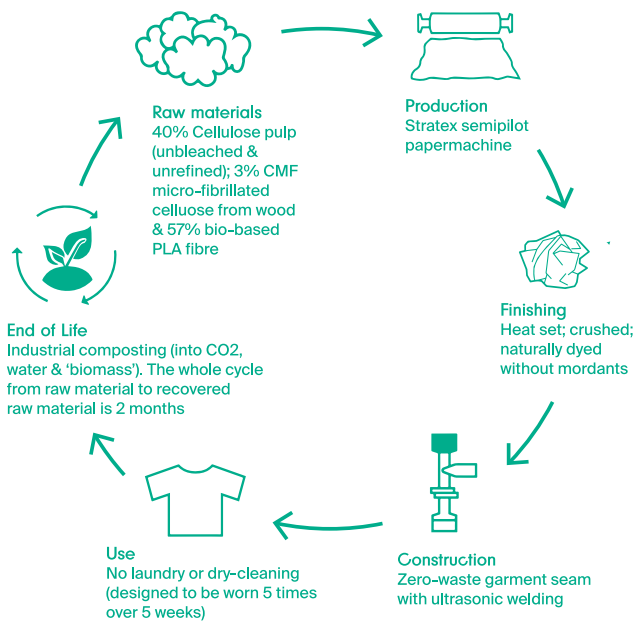 Raw materials
40% Cellulose pulp
(unbleached &
unrefined); 3% CMF
micro-fibrillated
celluose from wood
& 57% bio-based
PLA fibre
Production
Stratex semipilot
papermachine
Finishing
Heat set; crushed;
naturally dyed
without mordants
Construction
Zero-waste garment seam
with ultrasonic welding
Use
No laundry or dry-cleaning
(designed to be worn 5 times
over 5 weeks)
End of Life
Industrial composting (into CO2,
water & ‘biomass’). The whole cycle
from raw material to recovered
raw material is 2 months